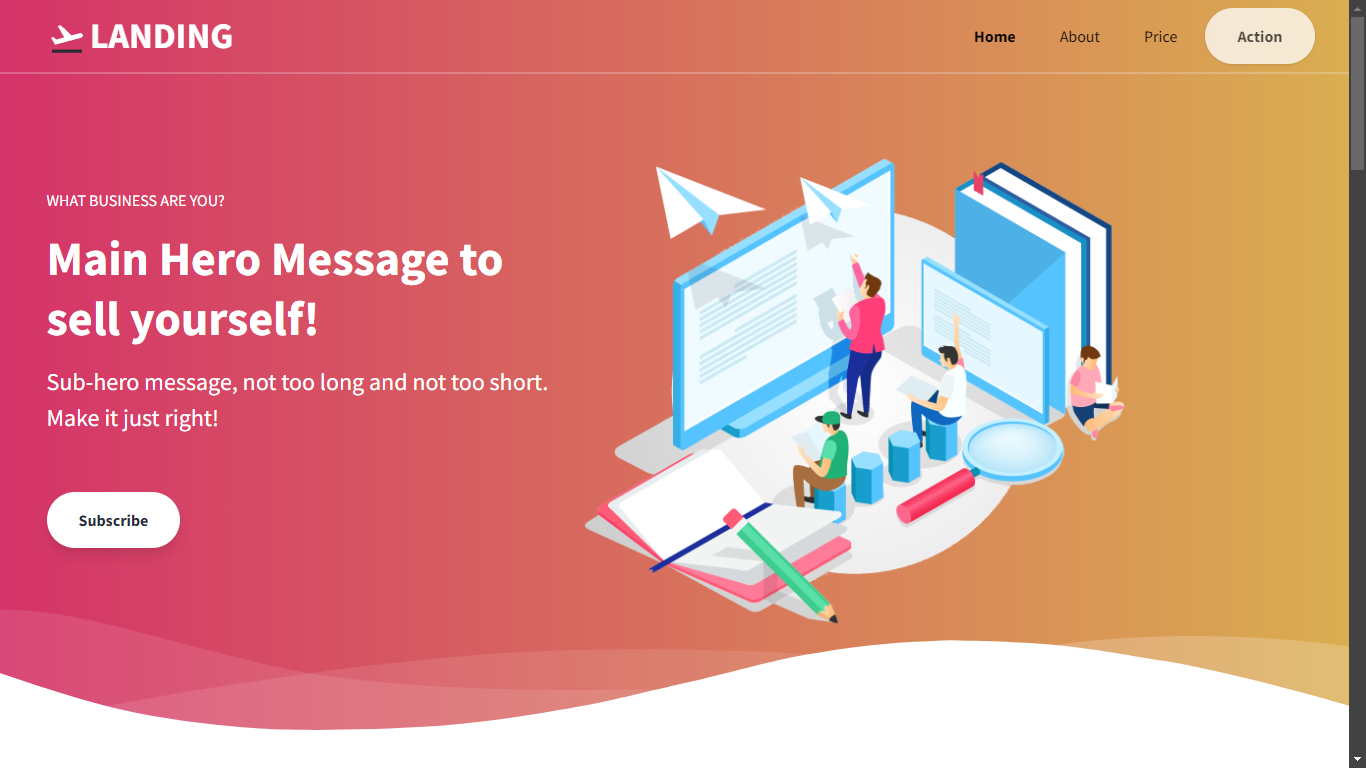 LANDING
Home
About
Price
Action
WHAT BUSINESS ARE YOU?
Main Hero Message to
sell yourself!
Sub-hero message, not too long and not too short.
Make it just right!
Subscribe